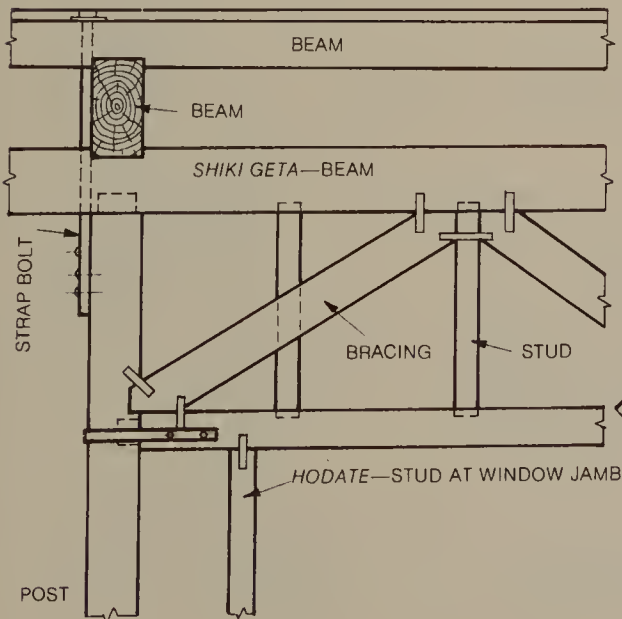 BEAM
BEAM
SHIKI GETA—BEAM
STRAP BOLT
BRACING
STUD
HODATE—STUD AT WINDOW JAMB
POST